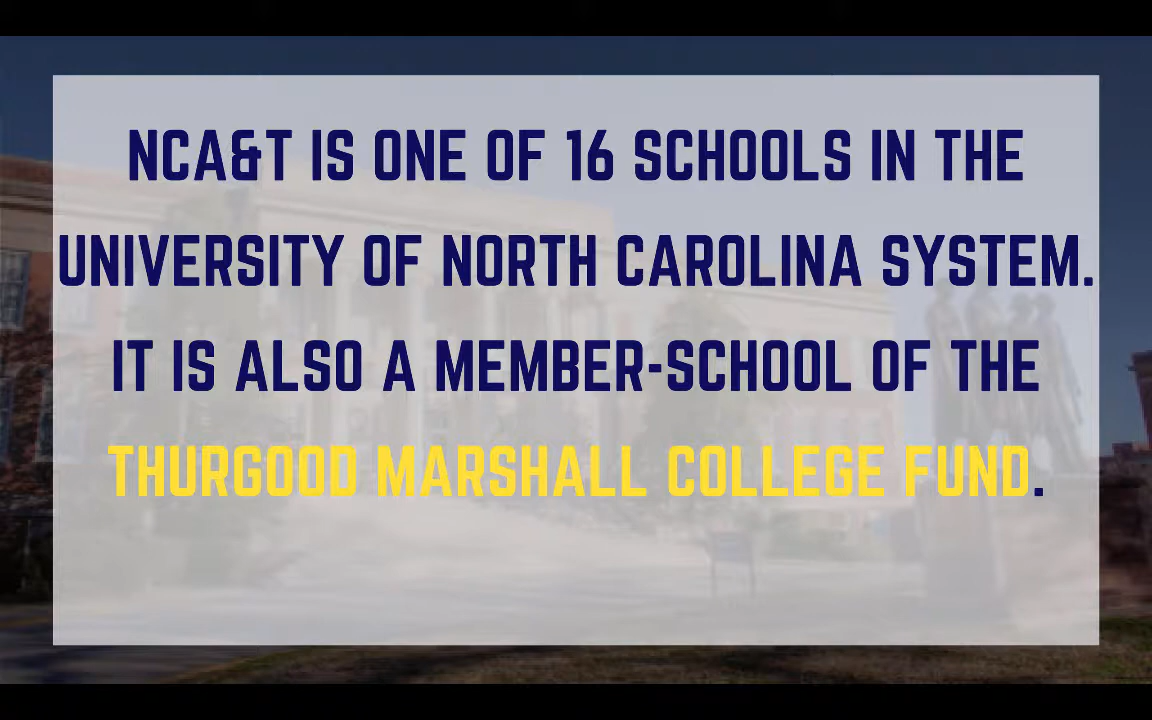 NCA&T IS ONE OF 16 SCHOOLS IN THE
UNIVERSITY OF NORTH CAROLINA SYSTEM.
IT IS ALSO A MEMBER-SCHOOL OF THE
THURGOOD MARSHALL COLLEGE FUND.